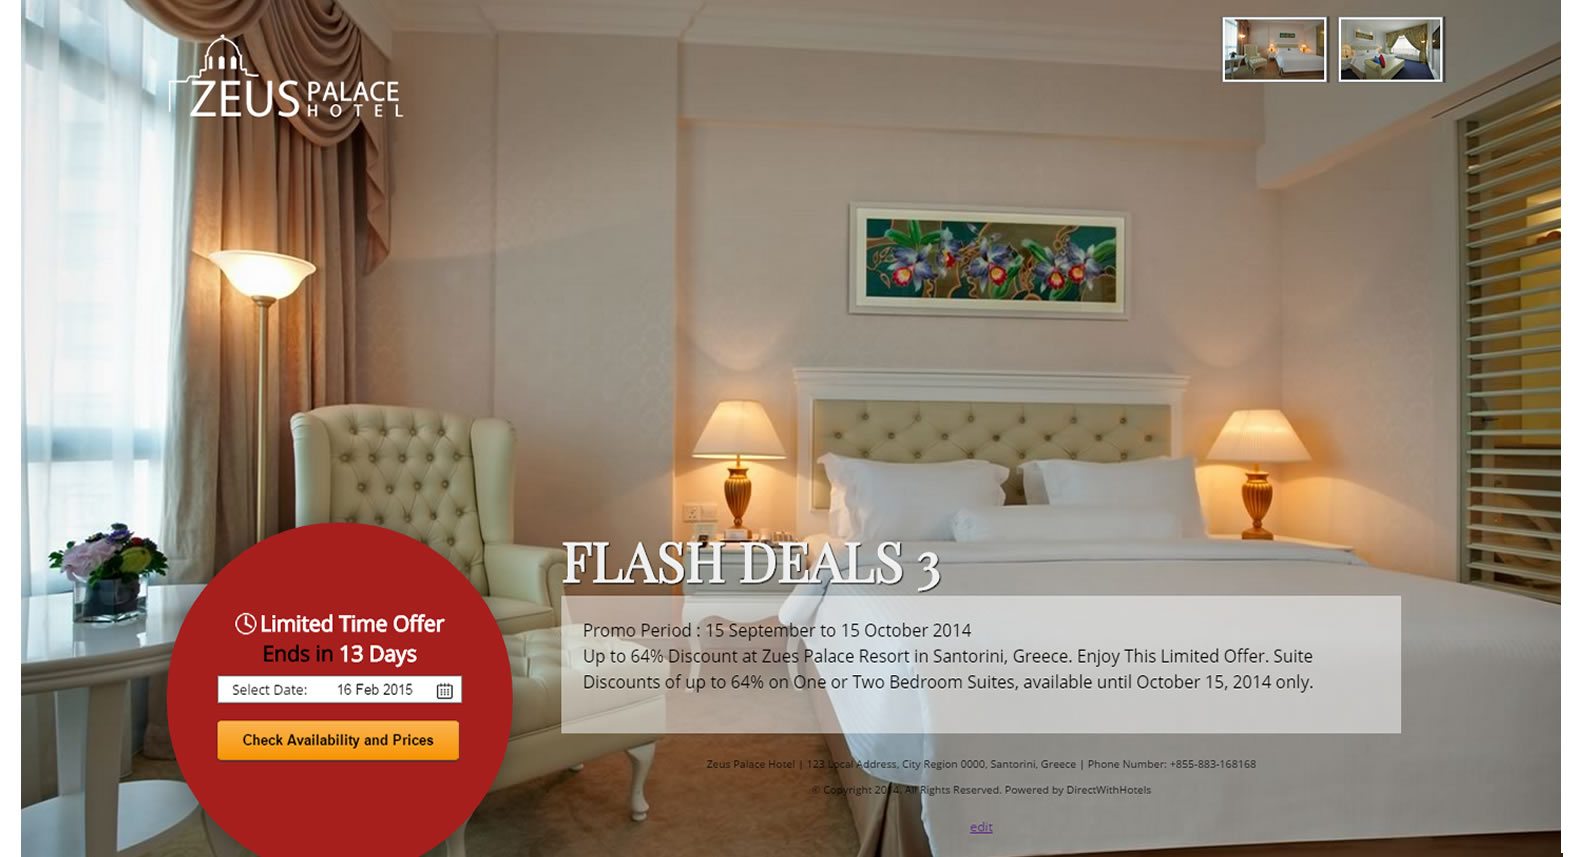 ZEUS PALACE
HOTEL
FLASH DEALS 3
Limited Time Offer
Ends in 13 Days
Select Date: 16 Feb 2015
Check Availability and Prices
Promo Period : 15 September to 15 October 2014
Up to 64% Discount at Zues Palace Resort in Santorini, Greece. Enjoy This Limited Offer. Suite
Discounts of up to 64% on One or Two Bedroom Suites, available until October 15, 2014 only.
Zeus Palace Hotel | 123 Local Address, City Region 0000, Santorini, Greece | Phone Number: +855-883-168168
© Copyright 2014. All Rights Reserved. Powered by DirectWithHotels
edit